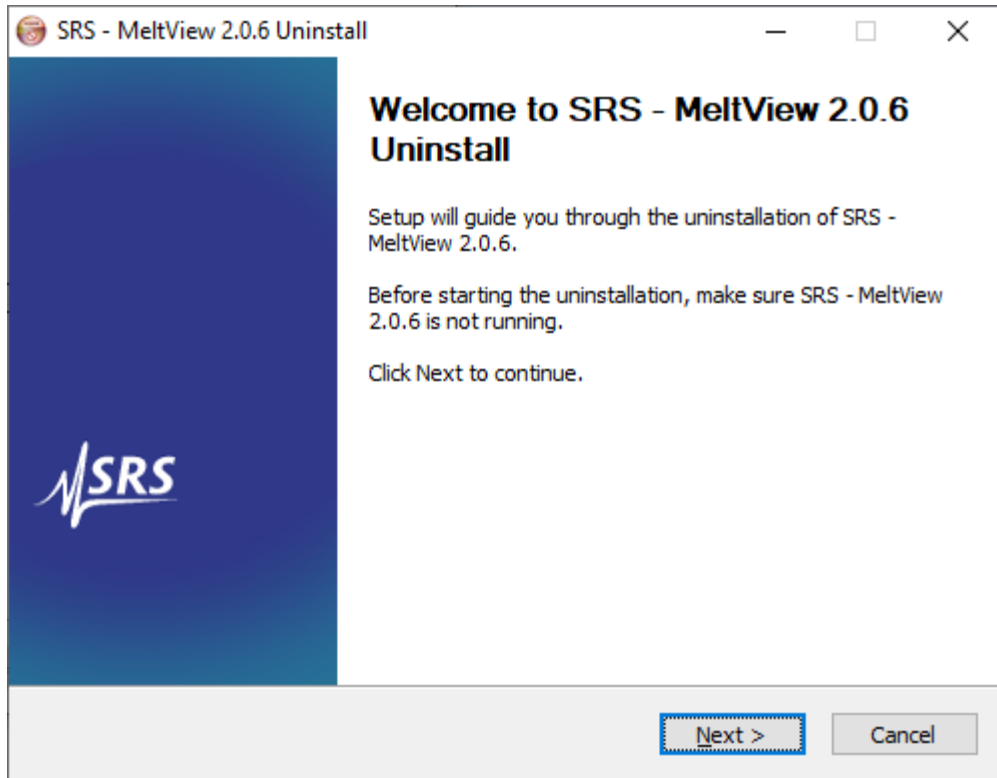 SRS - MeltView 2.0.6 Uninstall
Welcome to SRS - MeltView 2.0.6
Uninstall
Setup will guide you through the uninstallation of SRS -
MeltView 2.0.6.
Before starting the uninstallation, make sure SRS - MeltView
2.0.6 is not running.
Click Next to continue.
SRS
Next >
Cancel